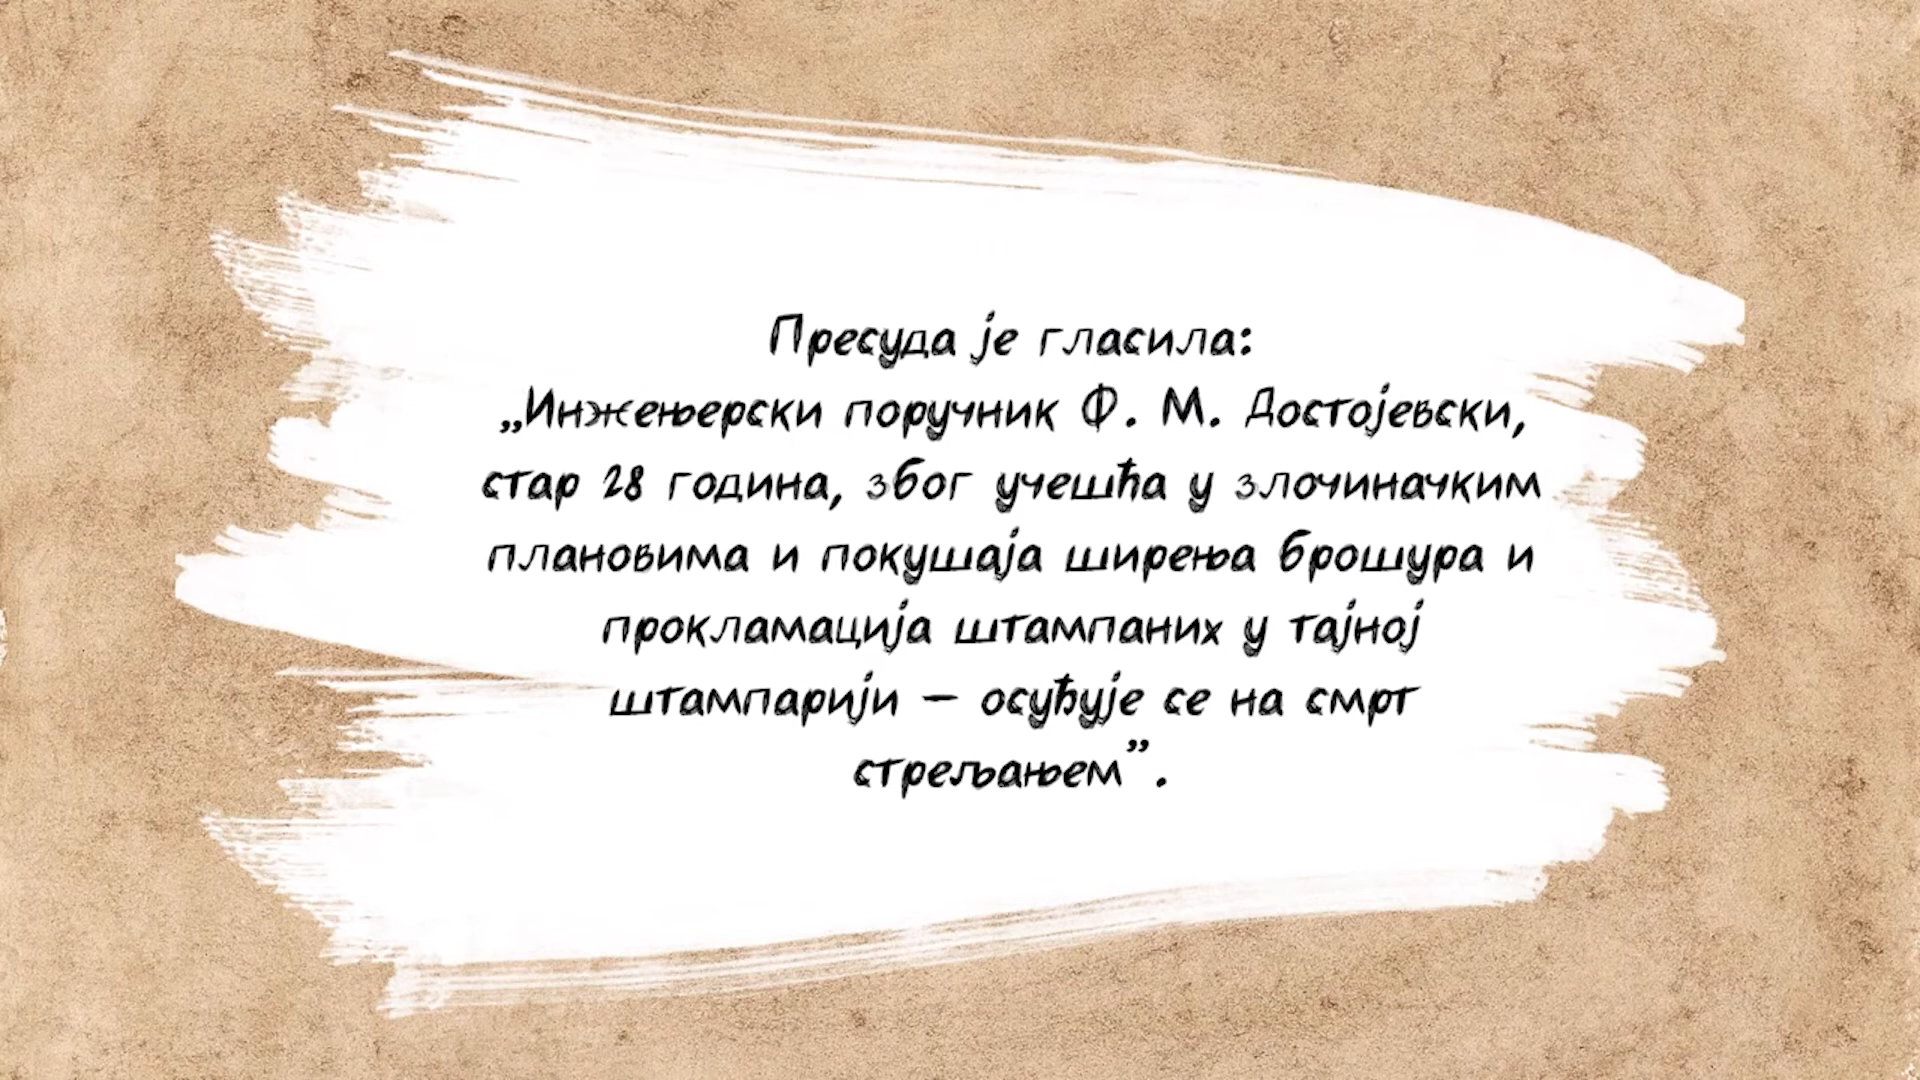 Пресуда је гласила:
„Инжењерски поручник Ф. М. Достојевски,
стар 28 година, због учешћа у злочиначким
плановима и покушаја ширења брошура и
прокламација штампаних у тајној
штампарији – осуђује се на смрт
стрељањем”.